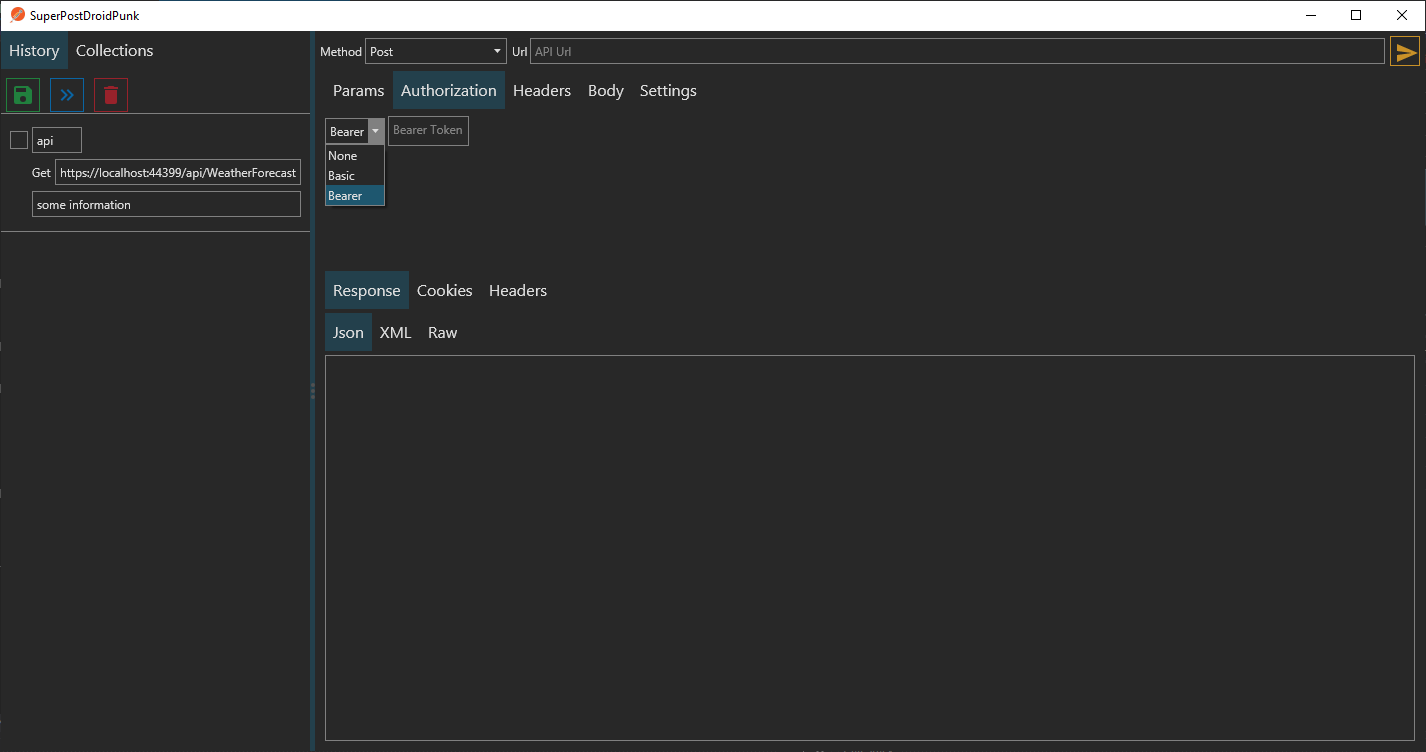 SuperPostDroidPunk
History Collections
Method Post Url API Url
Params Authorization Headers Body Settings
api
Get https://localhost:44399/api/WeatherForecast
some information
Bearer Bearer Token
None
Basic
Bearer
Response Cookies Headers
Json XML Raw